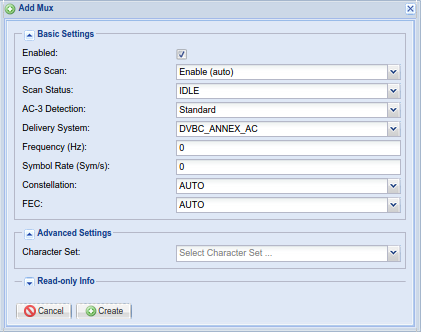 Add Mux
Basic Settings
Enabled:
EPG Scan: Enable (auto)
Scan Status: IDLE
AC-3 Detection: Standard
Delivery System: DVBC_ANNEX_AC
Frequency (Hz): 0
Symbol Rate (Sym/s): 0
Constellation: AUTO
FEC: AUTO
Advanced Settings
Character Set: Select Character Set ...
Read-only Info
Cancel Create